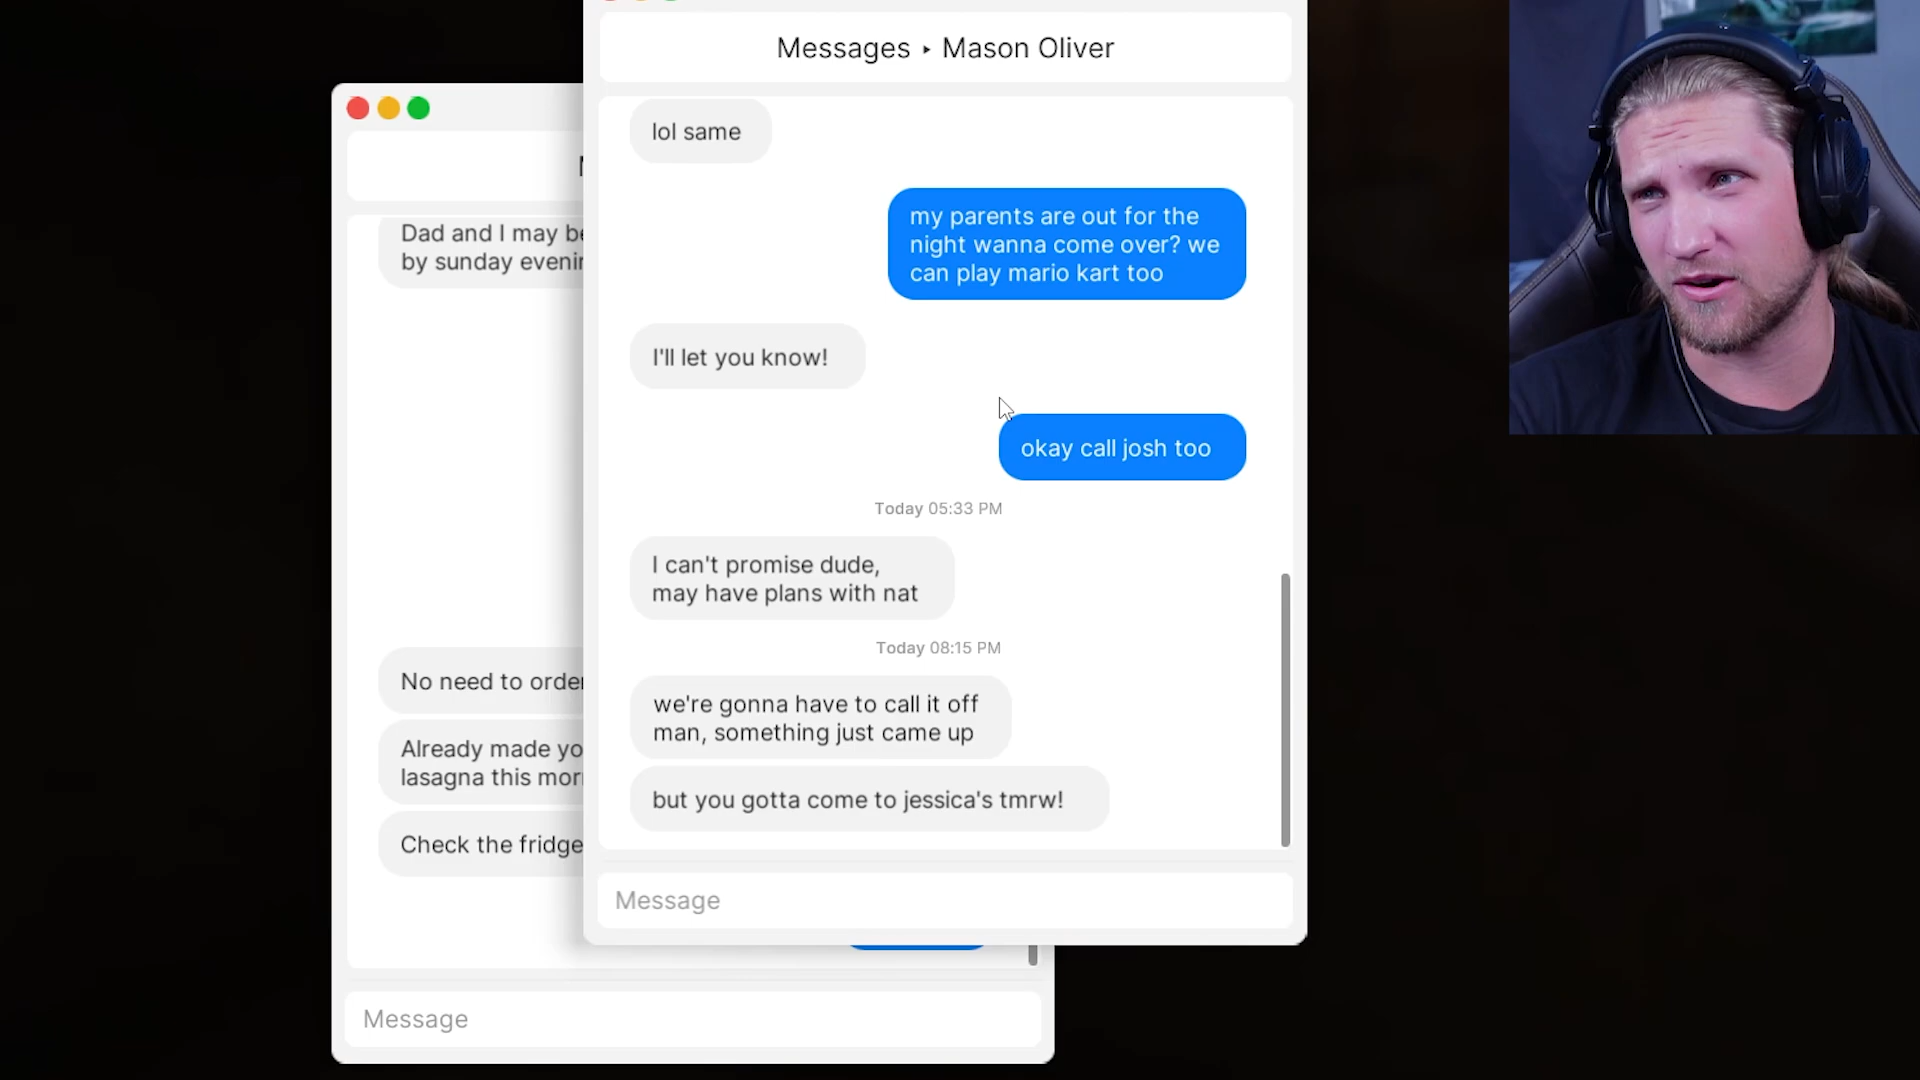 Messages ▸ Mason Oliver
lol same
my parents are out for the
night wanna come over? we
can play mario kart too
I'll let you know!
okay call josh too
Today 05:33 PM
I can't promise dude,
may have plans with nat
Today 08:15 PM
we're gonna have to call it off
man, something just came up
but you gotta come to jessica's tmrw!
Message
Dad and I may
by sunday
No need to
Already made
lasagna this
Check the fridge
Message